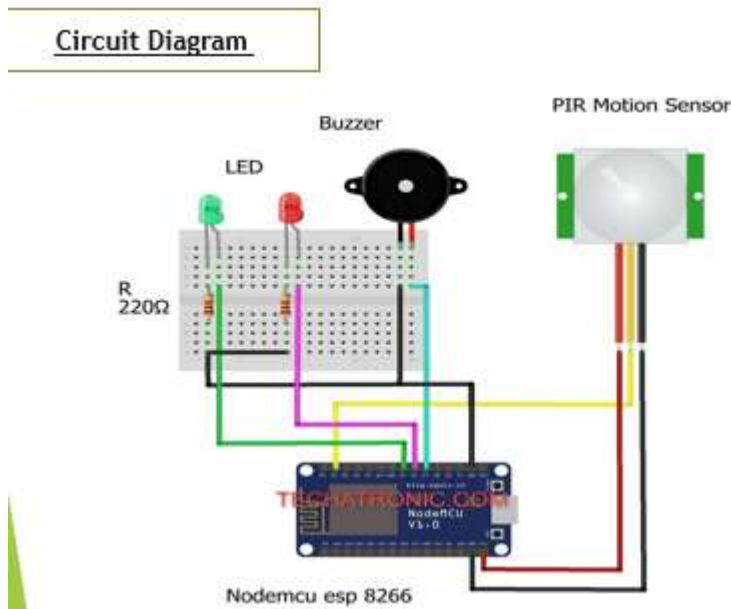 Circuit Diagram
PIR Motion Sensor
Buzzer
LED
R
220Ω
TECHATRONIC.COM
NodeMCU
V1.0
Nodemcu esp 8266